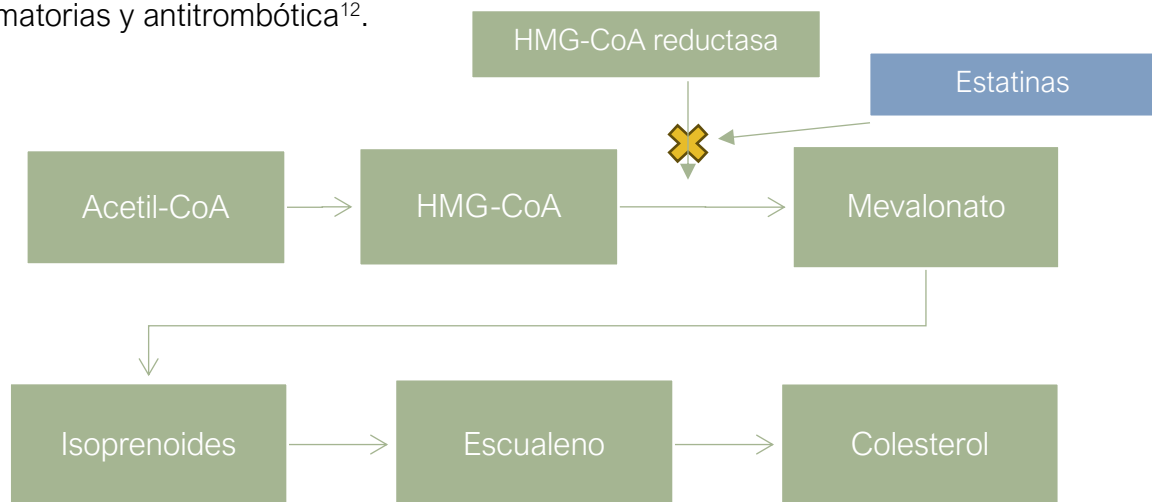 matorias y antitrombótica¹².
HMG-CoA reductasa
Estatinas
Acetil-CoA
HMG-CoA
Mevalonato
Isoprenoides
Escualeno
Colesterol